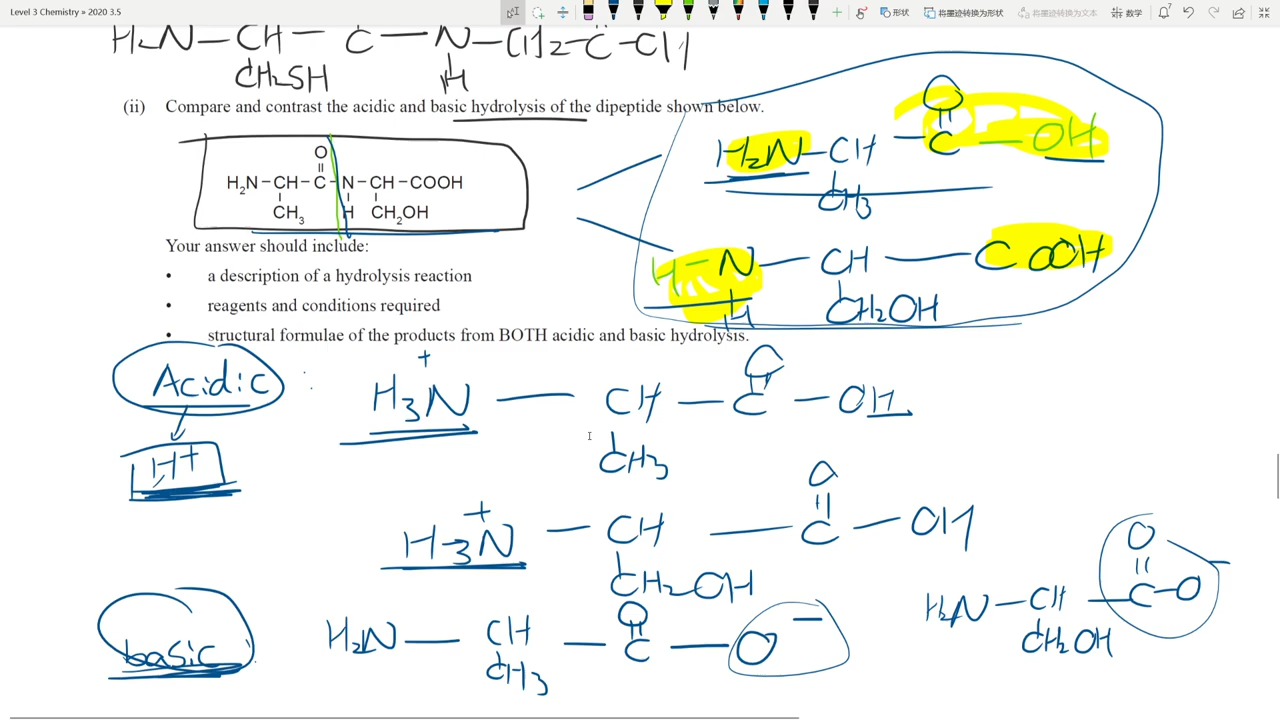 Level 3 Chemistry » 2020 3.5
形状 将墨迹转换为形状 将墨迹转换为文本 数学
H2N—CH—C—N—CH2-C-OH
CH2SH H
(ii) Compare and contrast the acidic and basic hydrolysis of the dipeptide shown below.
O
H2N–CH–C–N–CH–COOH
CH3 H CH2OH
O
H2N—CH—C—OH
CH3
H–N—CH—COOH
H CH2OH
Your answer should include:
• a description of a hydrolysis reaction
• reagents and conditions required
• structural formulae of the products from BOTH acidic and basic hydrolysis.
Acidic
H+
+ O
H3N—CH—C—OH
CH3
+ O
H3N—CH—C—OH
CH2OH
basic
O
H2N—CH—C—O−
CH3
O
H2N—CH—C—O−
CH2OH